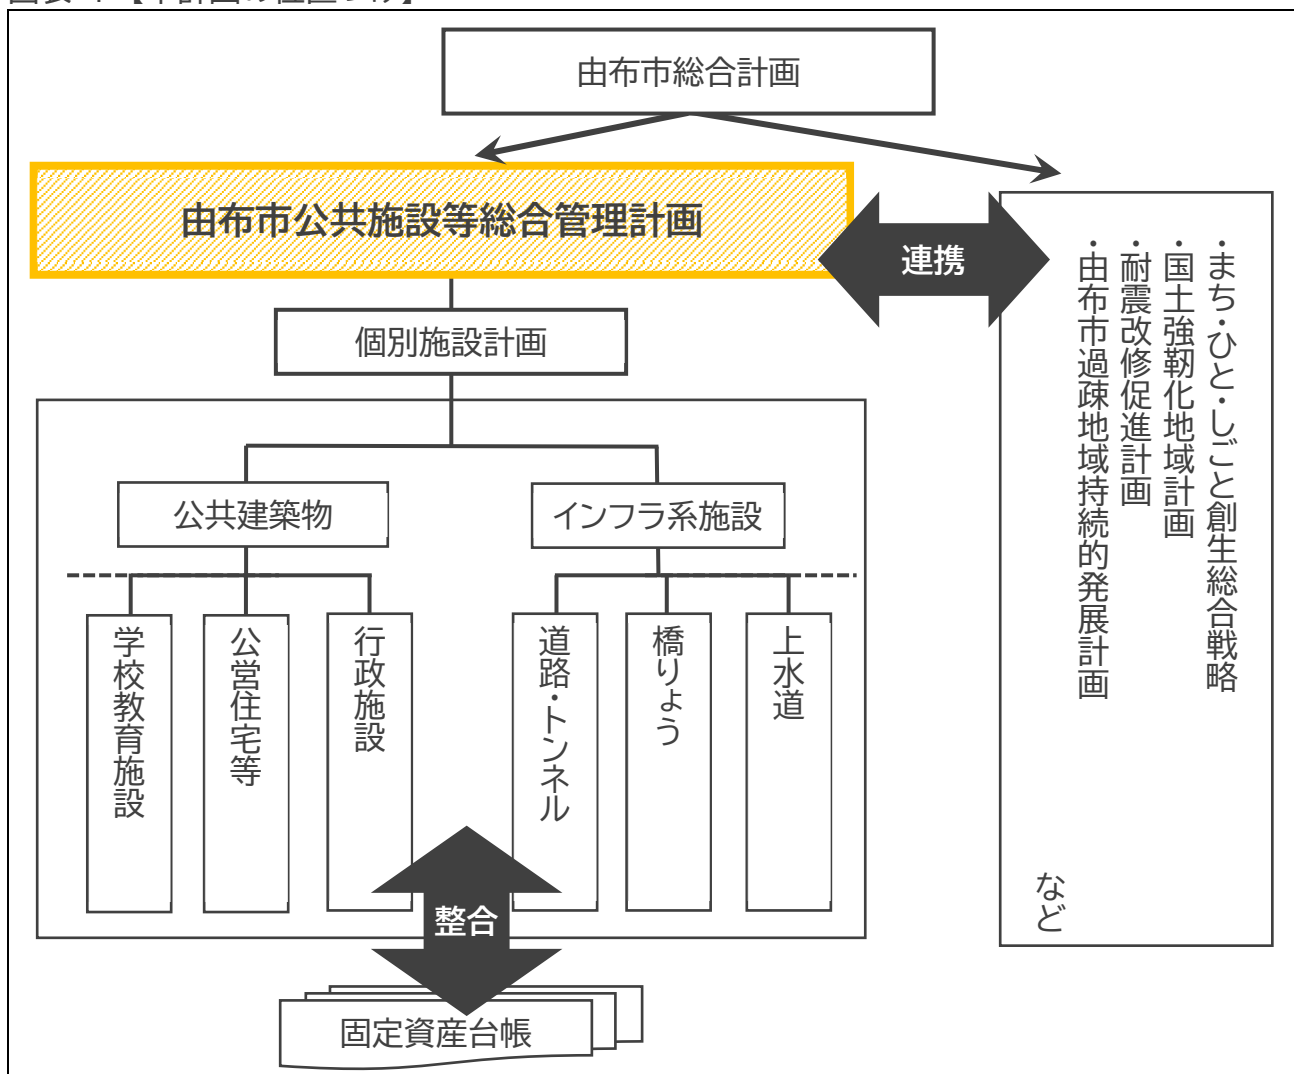 由布市総合計画
由布市公共施設等総合管理計画
連携
・まち・ひと・しごと創生総合戦略
・国土強靭化地域計画
・耐震改修促進計画
・由布市過疎地域持続的発展計画
など
個別施設計画
公共建築物
インフラ系施設
学校教育施設
公営住宅等
行政施設
道路・トンネル
橋りょう
上水道
整合
固定資産台帳